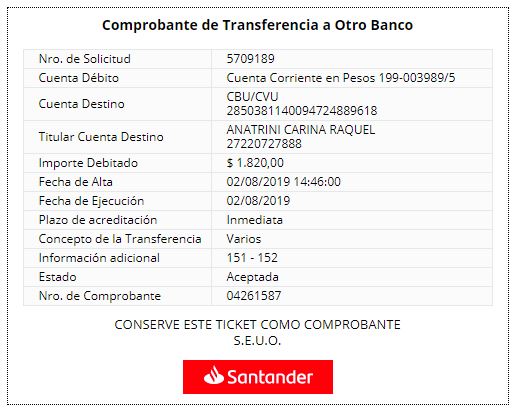 Comprobante de Transferencia a Otro Banco
Nro. de Solicitud 5709189
Cuenta Débito Cuenta Corriente en Pesos 199-003989/5
Cuenta Destino CBU/CVU
2850381140094724889618
Titular Cuenta Destino ANATRINI CARINA RAQUEL
27220727888
Importe Debitado $ 1.820,00
Fecha de Alta 02/08/2019 14:46:00
Fecha de Ejecución 02/08/2019
Plazo de acreditación Inmediata
Concepto de la Transferencia Varios
Información adicional 151 - 152
Estado Aceptada
Nro. de Comprobante 04261587
CONSERVE ESTE TICKET COMO COMPROBANTE
S.E.U.O.
Santander